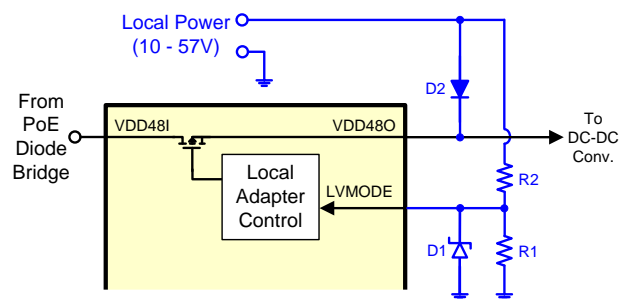 Local Power
(10 - 57V)
D2
From
PoE
Diode
Bridge
VDD48I
VDD48O
To
DC-DC
Conv.
Local
Adapter
Control
LVMODE
R2
D1
R1